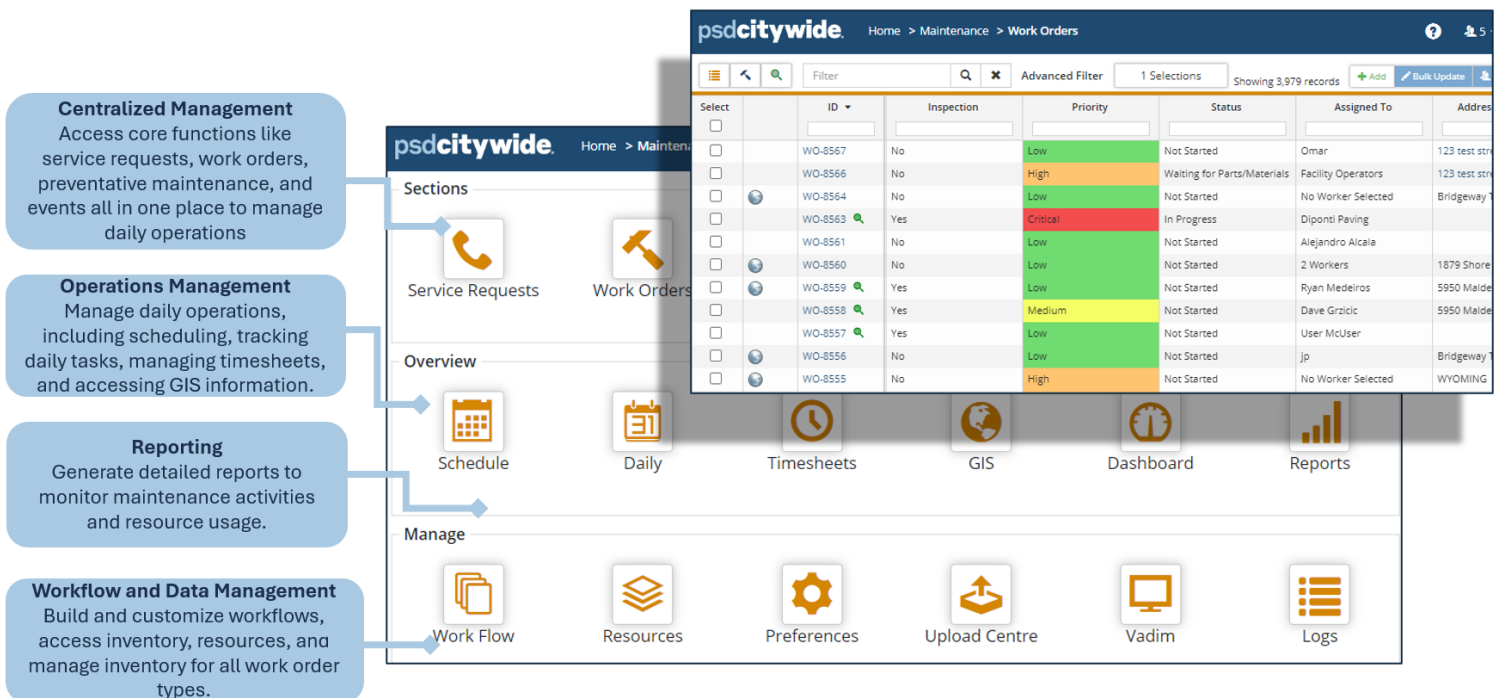 Centralized Management
Access core functions like
service requests, work orders,
preventative maintenance, and
events all in one place to manage
daily operations
Operations Management
Manage daily operations,
including scheduling, tracking
daily tasks, managing timesheets,
and accessing GIS information.
Reporting
Generate detailed reports to
monitor maintenance activities
and resource usage.
Workflow and Data Management
Build and customize workflows,
access inventory, resources, and
manage inventory for all work order
types.
psdcitywide. Home > Mainten
Sections
Service Requests Work Orders
Overview
Schedule Daily Timesheets GIS Dashboard Reports
31
Manage
Work Flow Resources Preferences Upload Centre Vadim Logs
psdcitywide. Home > Maintenance > Work Orders ? 5
Filter Advanced Filter 1 Selections Showing 3,979 records + Add Bulk Update
Select ID Inspection Priority Status Assigned To Addres
WO-8567 No Low Not Started Omar 123 test stre
WO-8566 No High Waiting for Parts/Materials Facility Operators 123 test stre
WO-8564 No Low Not Started No Worker Selected Bridgeway T
WO-8563 Yes Critical In Progress Diponti Paving
WO-8561 No Low Not Started Alejandro Alcala
WO-8560 No Low Not Started 2 Workers 1879 Shore
WO-8559 Yes Low Not Started Ryan Medeiros 5950 Malde
WO-8558 Yes Medium Not Started Dave Grzicic 5950 Malde
WO-8557 Yes Low Not Started User McUser
WO-8556 No Low Not Started jp Bridgeway T
WO-8555 No High Not Started No Worker Selected WYOMING